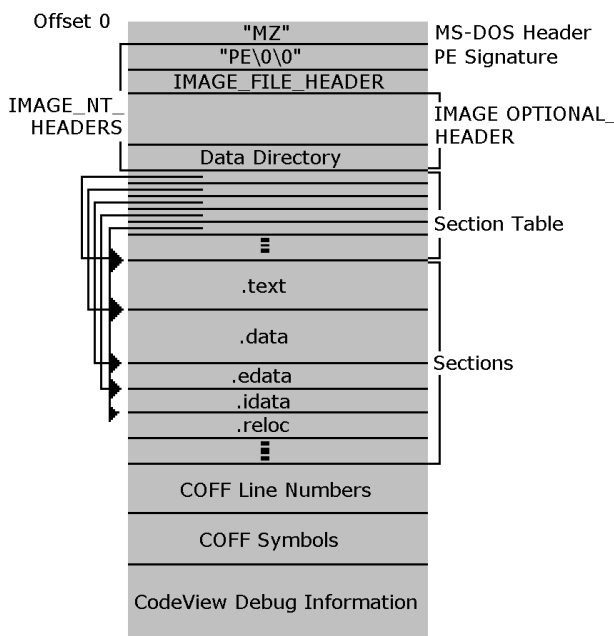 Offset 0
"MZ"
MS-DOS Header
"PE\0\0"
PE Signature
IMAGE_FILE_HEADER
IMAGE_NT_
HEADERS
IMAGE OPTIONAL_
HEADER
Data Directory
Section Table
.text
.data
Sections
.edata
.idata
.reloc
COFF Line Numbers
COFF Symbols
CodeView Debug Information